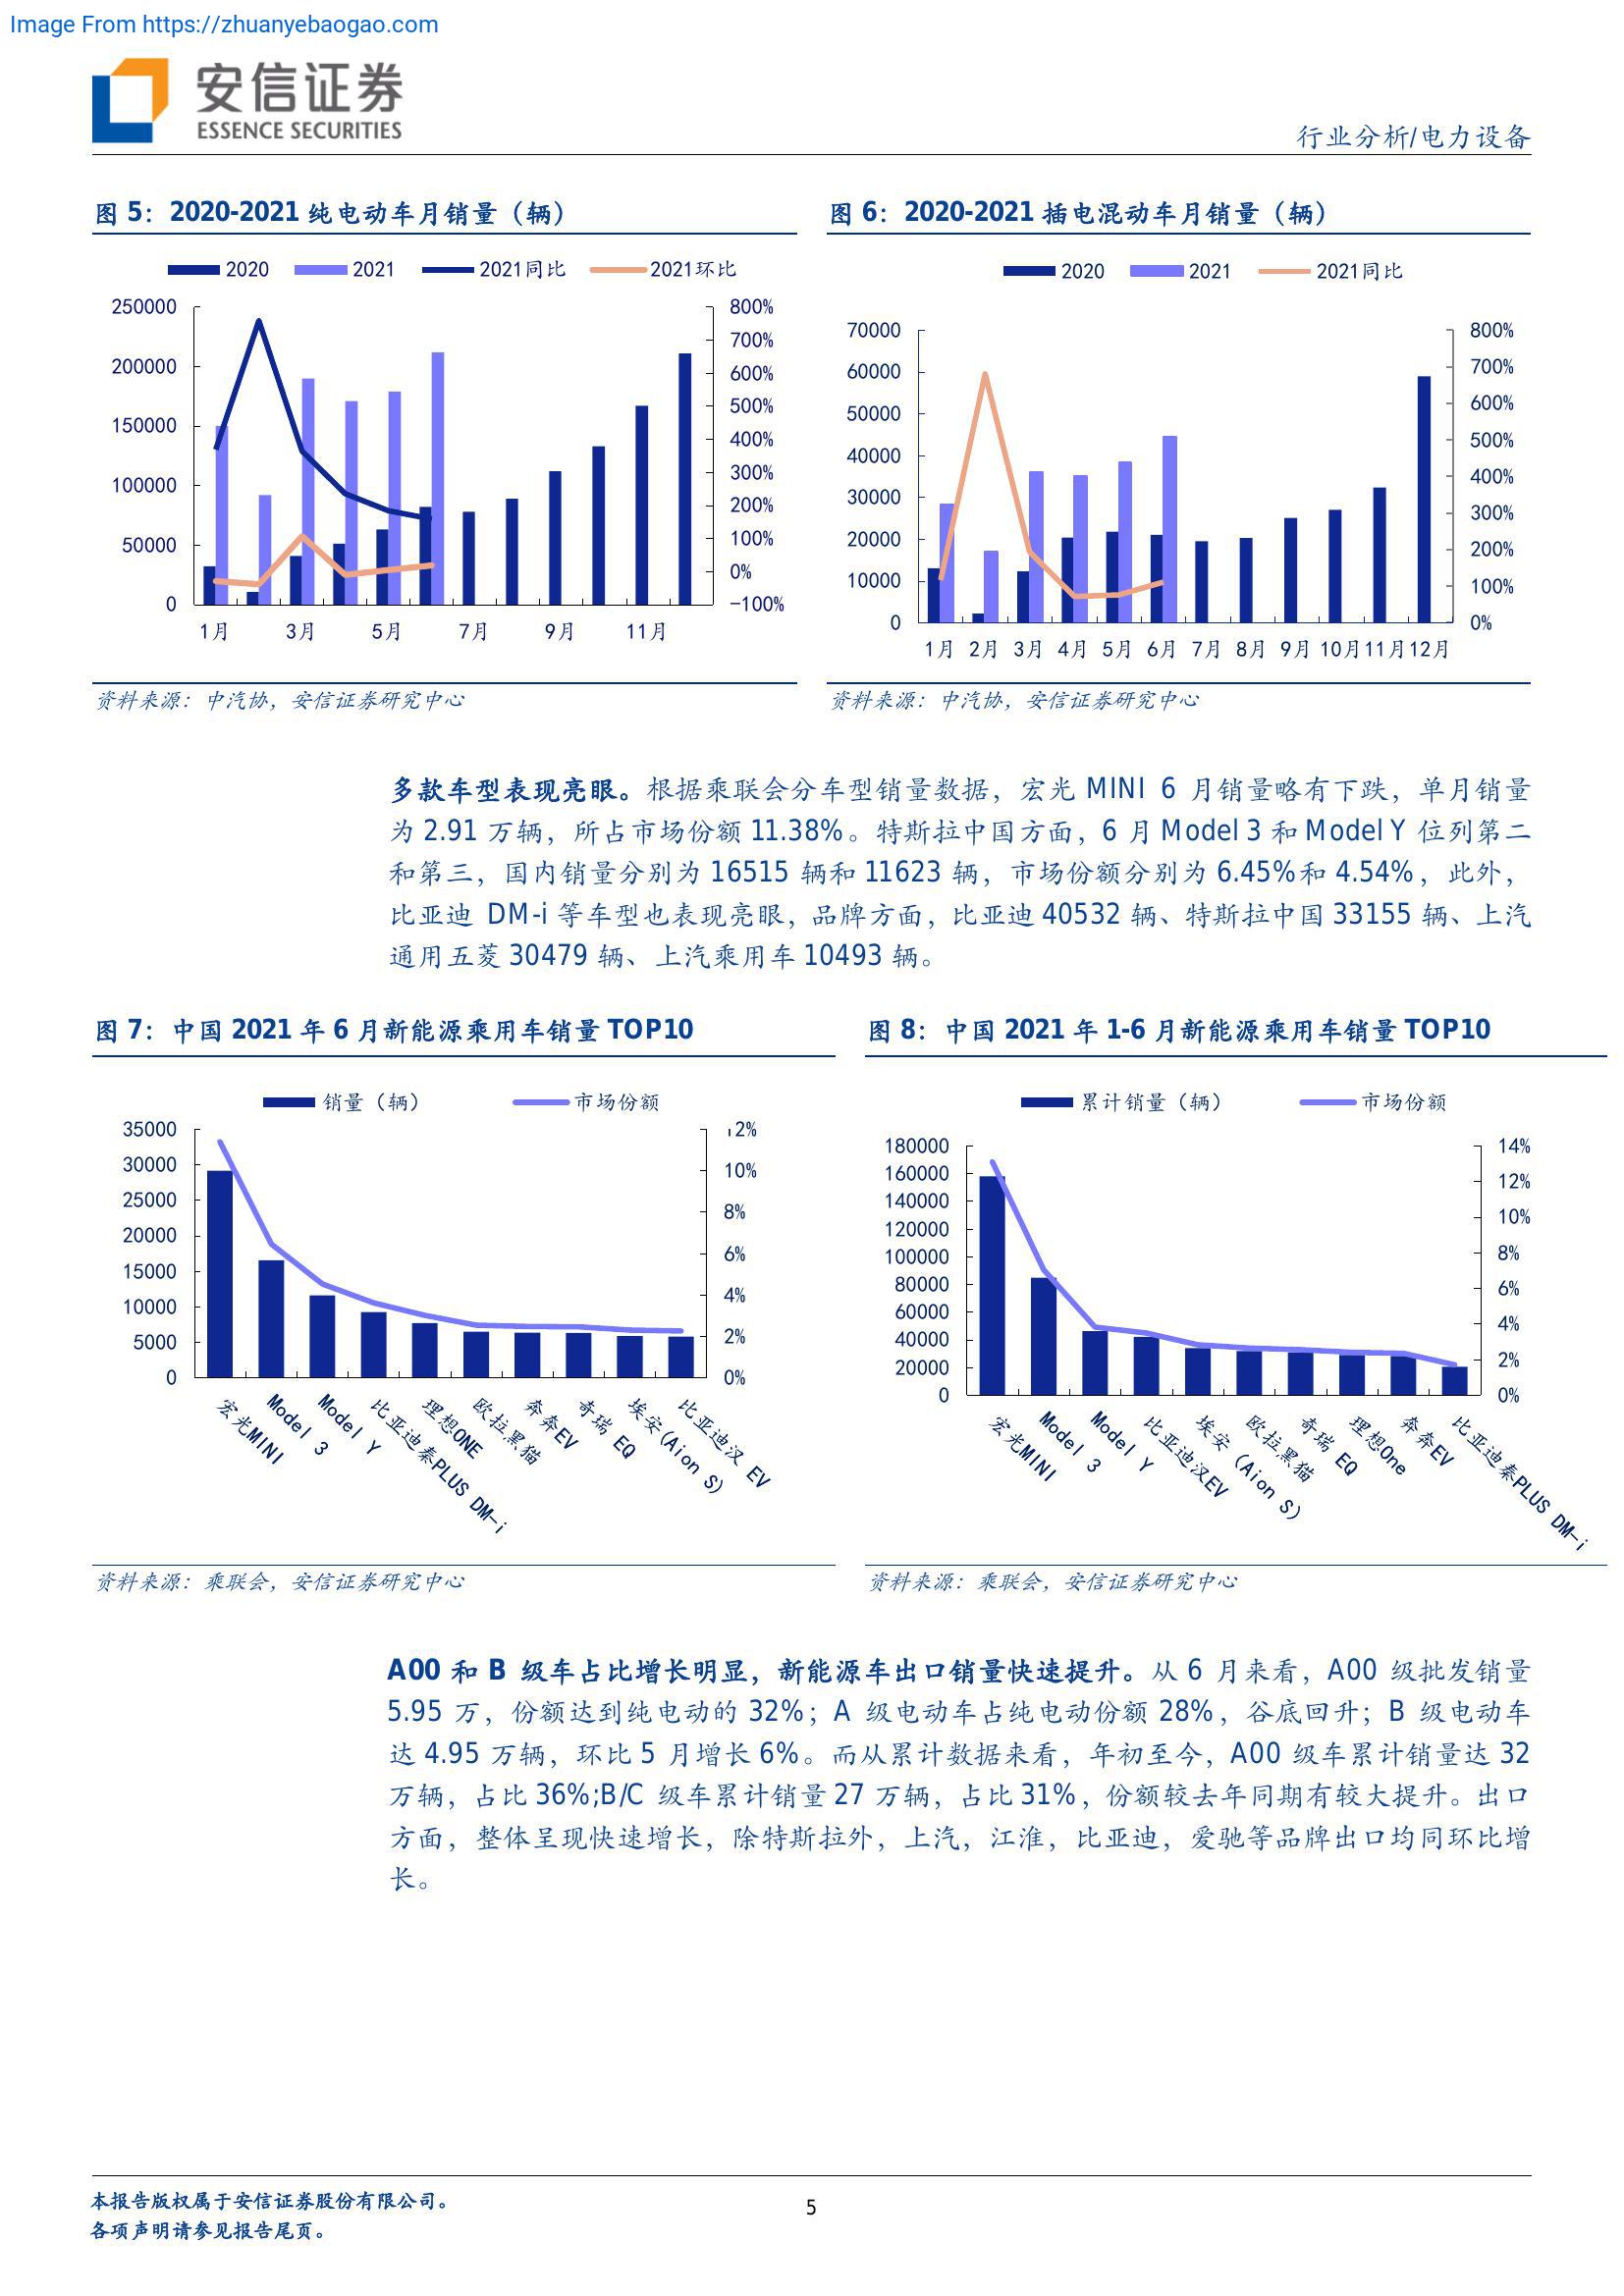 Image From https://zhuanyebaogao.com
安信证券
ESSENCE SECURITIES
行业分析/电力设备
图 5：2020-2021 纯电动车月销量（辆）
2020 2021 2021同比 2021环比
250000
200000
150000
100000
50000
0
800%
700%
600%
500%
400%
300%
200%
100%
0%
-100%
1月 3月 5月 7月 9月 11月
资料来源：中汽协，安信证券研究中心
图 6：2020-2021 插电混动车月销量（辆）
2020 2021 2021同比
70000
60000
50000
40000
30000
20000
10000
0
800%
700%
600%
500%
400%
300%
200%
100%
0%
1月 2月 3月 4月 5月 6月 7月 8月 9月 10月 11月 12月
资料来源：中汽协，安信证券研究中心
多款车型表现亮眼。根据乘联会分车型销量数据，宏光 MINI 6 月销量略有下跌，单月销量
为 2.91 万辆，所占市场份额 11.38%。特斯拉中国方面，6 月 Model 3 和 Model Y 位列第二
和第三，国内销量分别为 16515 辆和 11623 辆，市场份额分别为 6.45%和 4.54%，此外，
比亚迪 DM-i 等车型也表现亮眼，品牌方面，比亚迪 40532 辆、特斯拉中国 33155 辆、上汽
通用五菱 30479 辆、上汽乘用车 10493 辆。
图 7：中国 2021 年 6 月新能源乘用车销量 TOP10
销量（辆） 市场份额
35000
30000
25000
20000
15000
10000
5000
0
12%
10%
8%
6%
4%
2%
0%
宏光MINI
Model 3
Model Y
比亚迪秦PLUS DM-i
理想ONE
欧拉黑猫
奔奔EV
奇瑞 EQ
埃安(Aion S)
比亚迪汉 EV
资料来源：乘联会，安信证券研究中心
图 8：中国 2021 年 1-6 月新能源乘用车销量 TOP10
累计销量（辆） 市场份额
180000
160000
140000
120000
100000
80000
60000
40000
20000
0
14%
12%
10%
8%
6%
4%
2%
0%
宏光MINI
Model 3
Model Y
比亚迪汉EV
埃安 (Aion S)
欧拉黑猫
奇瑞 EQ
理想One
奔奔EV
比亚迪秦PLUS DM-i
资料来源：乘联会，安信证券研究中心
A00 和 B 级车占比增长明显，新能源车出口销量快速提升。从 6 月来看，A00 级批发销量
5.95 万，份额达到纯电动的 32%；A 级电动车占纯电动份额 28%，谷底回升；B 级电动车
达 4.95 万辆，环比 5 月增长 6%。而从累计数据来看，年初至今，A00 级车累计销量达 32
万辆，占比 36%;B/C 级车累计销量 27 万辆，占比 31%，份额较去年同期有较大提升。出口
方面，整体呈现快速增长，除特斯拉外，上汽，江淮，比亚迪，爱驰等品牌出口均同环比增
长。
本报告版权属于安信证券股份有限公司。
各项声明请参见报告尾页。
5